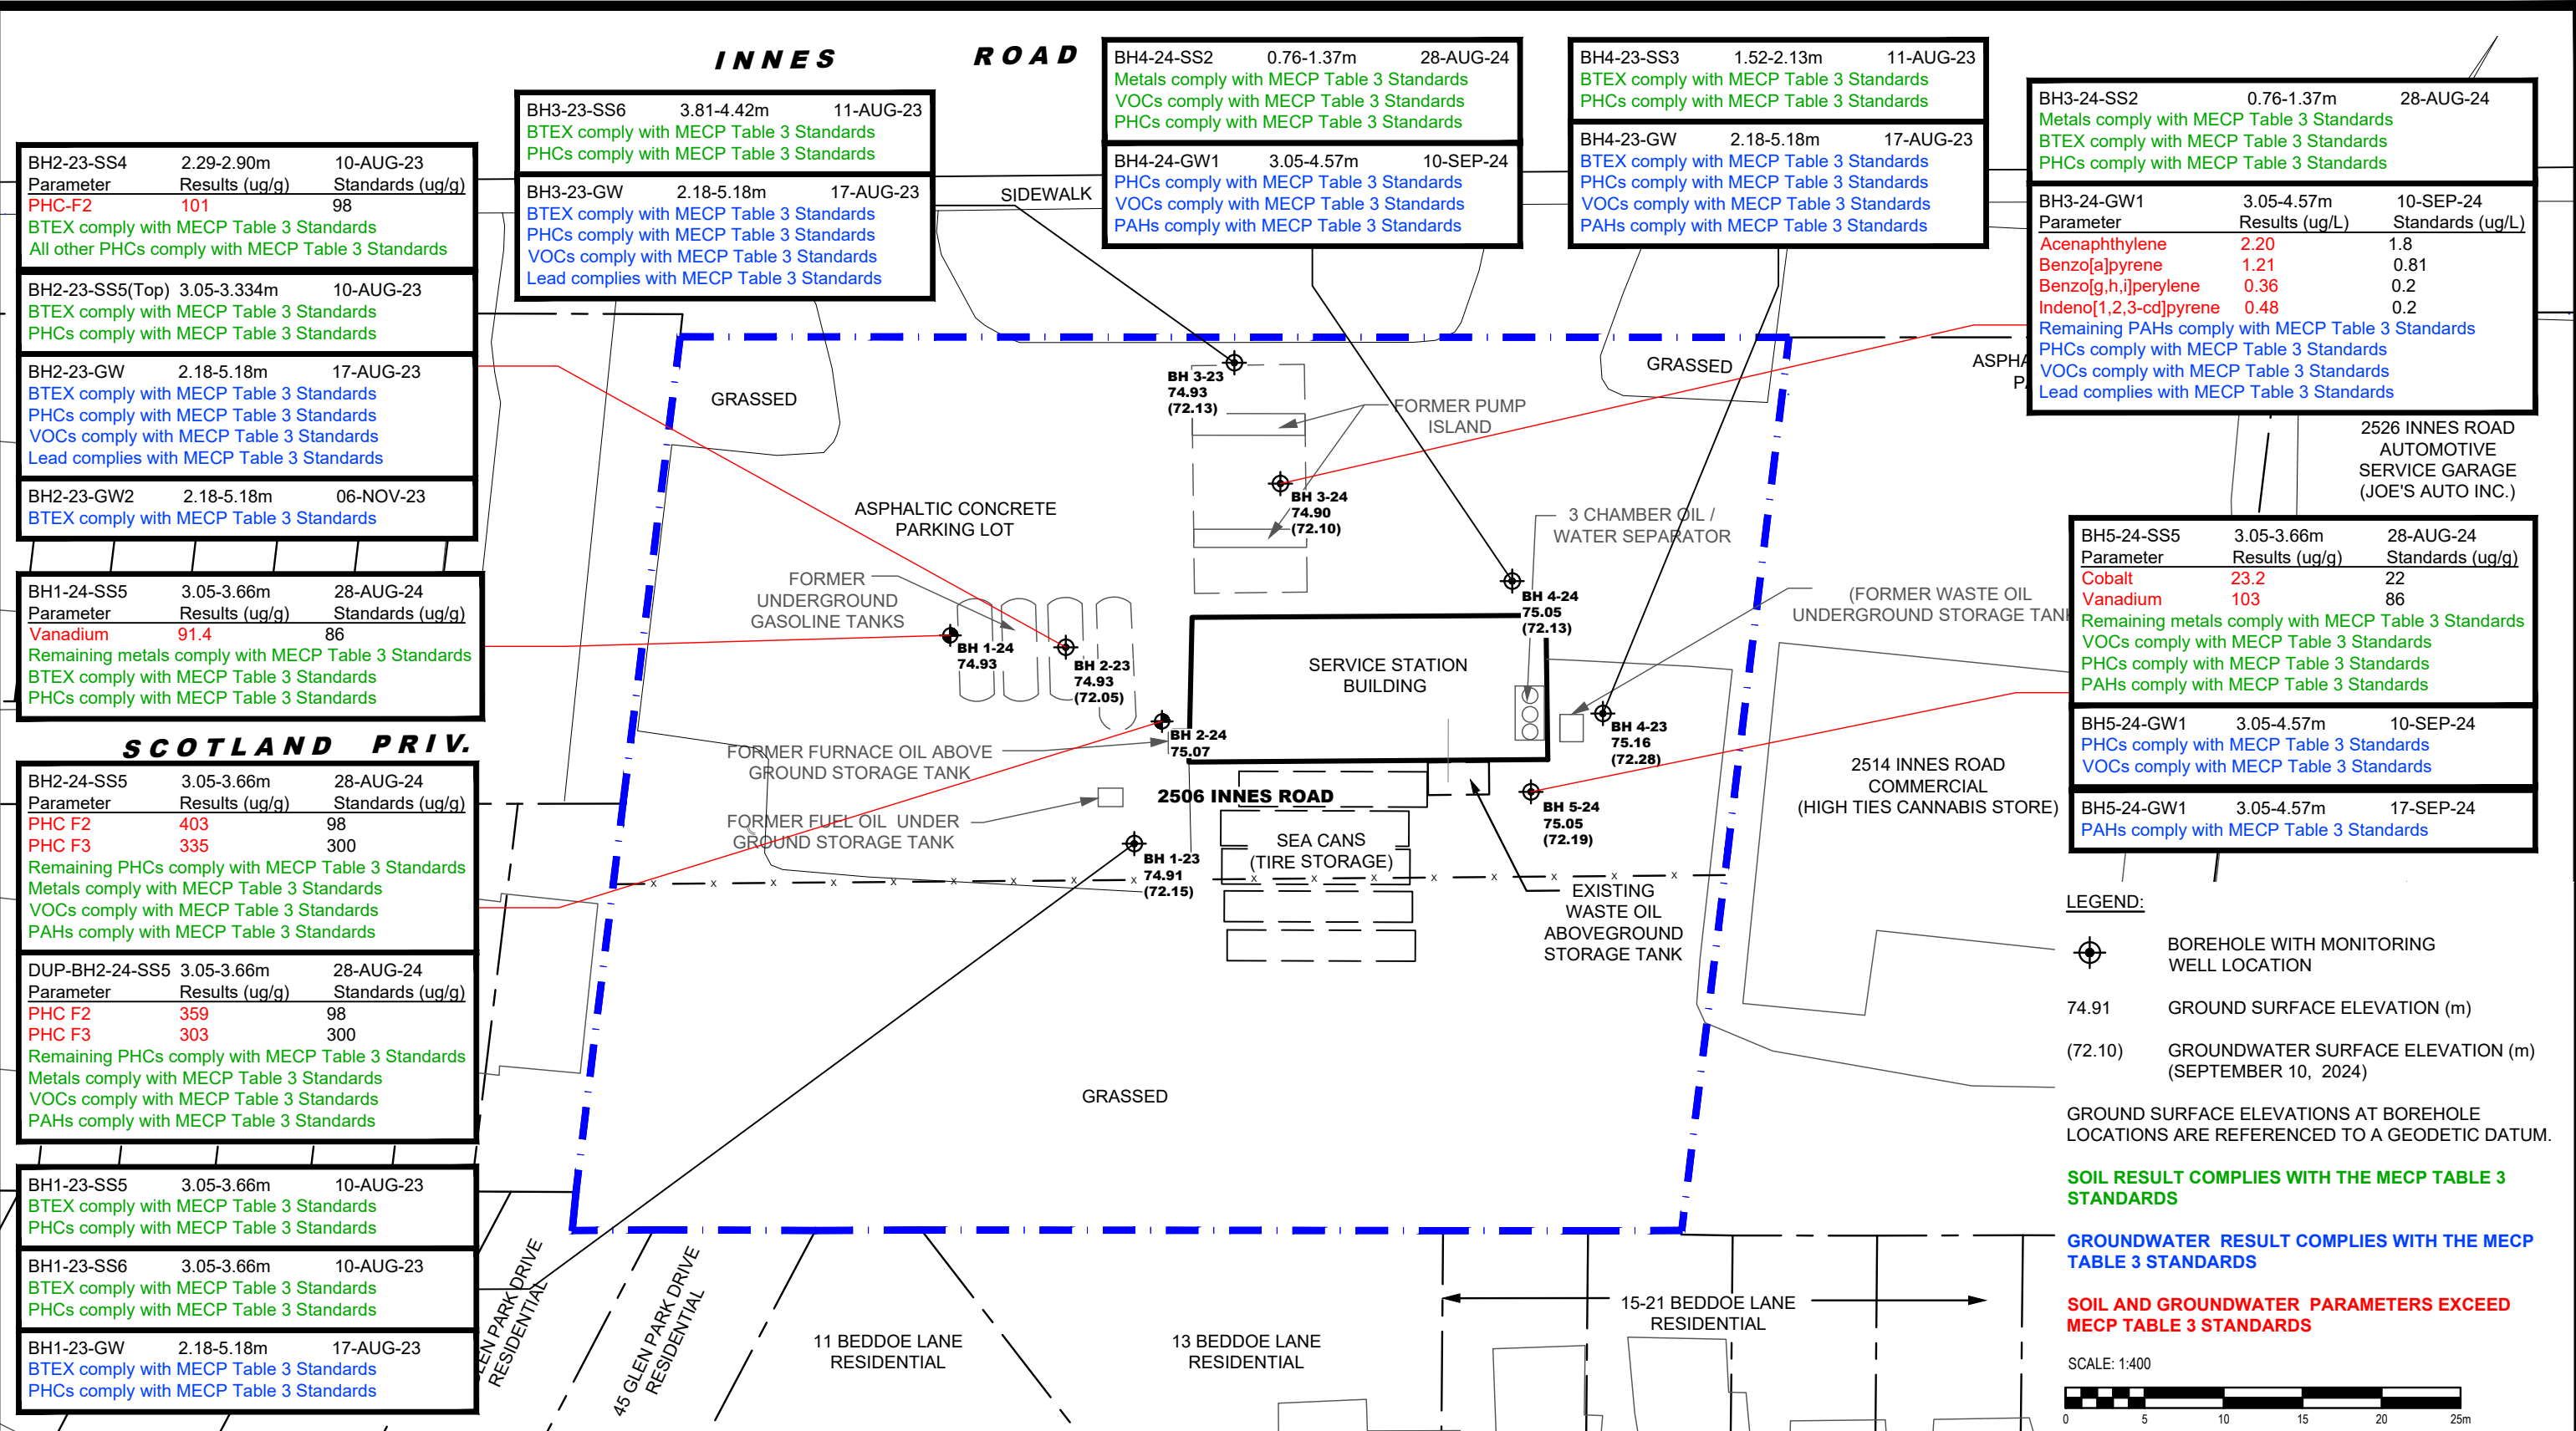 INNES ROAD
BH2-23-SS4 2.29-2.90m 10-AUG-23
Parameter Results (ug/g) Standards (ug/g)
PHC-F2 101 98
BTEX comply with MECP Table 3 Standards
All other PHCs comply with MECP Table 3 Standards
BH2-23-SS5(Top) 3.05-3.334m 10-AUG-23
BTEX comply with MECP Table 3 Standards
PHCs comply with MECP Table 3 Standards
BH2-23-GW 2.18-5.18m 17-AUG-23
BTEX comply with MECP Table 3 Standards
PHCs comply with MECP Table 3 Standards
VOCs comply with MECP Table 3 Standards
Lead complies with MECP Table 3 Standards
BH2-23-GW2 2.18-5.18m 06-NOV-23
BTEX comply with MECP Table 3 Standards
BH1-24-SS5 3.05-3.66m 28-AUG-24
Parameter Results (ug/g) Standards (ug/g)
Vanadium 91.4 86
Remaining metals comply with MECP Table 3 Standards
BTEX comply with MECP Table 3 Standards
PHCs comply with MECP Table 3 Standards
SCOTLAND PRIV.
BH2-24-SS5 3.05-3.66m 28-AUG-24
Parameter Results (ug/g) Standards (ug/g)
PHC F2 403 98
PHC F3 335 300
Remaining PHCs comply with MECP Table 3 Standards
Metals comply with MECP Table 3 Standards
VOCs comply with MECP Table 3 Standards
PAHs comply with MECP Table 3 Standards
DUP-BH2-24-SS5 3.05-3.66m 28-AUG-24
Parameter Results (ug/g) Standards (ug/g)
PHC F2 359 98
PHC F3 303 300
Remaining PHCs comply with MECP Table 3 Standards
Metals comply with MECP Table 3 Standards
VOCs comply with MECP Table 3 Standards
PAHs comply with MECP Table 3 Standards
BH1-23-SS5 3.05-3.66m 10-AUG-23
BTEX comply with MECP Table 3 Standards
PHCs comply with MECP Table 3 Standards
BH1-23-SS6 3.05-3.66m 10-AUG-23
BTEX comply with MECP Table 3 Standards
PHCs comply with MECP Table 3 Standards
BH1-23-GW 2.18-5.18m 17-AUG-23
BTEX comply with MECP Table 3 Standards
PHCs comply with MECP Table 3 Standards
BH3-23-SS6 3.81-4.42m 11-AUG-23
BTEX comply with MECP Table 3 Standards
PHCs comply with MECP Table 3 Standards
BH3-23-GW 2.18-5.18m 17-AUG-23
BTEX comply with MECP Table 3 Standards
PHCs comply with MECP Table 3 Standards
VOCs comply with MECP Table 3 Standards
Lead complies with MECP Table 3 Standards
SIDEWALK
BH4-24-SS2 0.76-1.37m 28-AUG-24
Metals comply with MECP Table 3 Standards
VOCs comply with MECP Table 3 Standards
PHCs comply with MECP Table 3 Standards
BH4-24-GW1 3.05-4.57m 10-SEP-24
PHCs comply with MECP Table 3 Standards
VOCs comply with MECP Table 3 Standards
PAHs comply with MECP Table 3 Standards
BH4-23-SS3 1.52-2.13m 11-AUG-23
BTEX comply with MECP Table 3 Standards
PHCs comply with MECP Table 3 Standards
BH4-23-GW 2.18-5.18m 17-AUG-23
BTEX comply with MECP Table 3 Standards
PHCs comply with MECP Table 3 Standards
VOCs comply with MECP Table 3 Standards
PAHs comply with MECP Table 3 Standards
BH3-24-SS2 0.76-1.37m 28-AUG-24
Metals comply with MECP Table 3 Standards
BTEX comply with MECP Table 3 Standards
PHCs comply with MECP Table 3 Standards
BH3-24-GW1 3.05-4.57m 10-SEP-24
Parameter Results (ug/L) Standards (ug/L)
Acenaphthylene 2.20 1.8
Benzo[a]pyrene 1.21 0.81
Benzo[g,h,i]perylene 0.36 0.2
Indeno[1,2,3-cd]pyrene 0.48 0.2
Remaining PAHs comply with MECP Table 3 Standards
PHCs comply with MECP Table 3 Standards
VOCs comply with MECP Table 3 Standards
Lead complies with MECP Table 3 Standards
GRASSED
GRASSED
ASPHA
P
BH 3-23
74.93
(72.13)
FORMER PUMP
ISLAND
BH 3-24
74.90
(72.10)
ASPHALTIC CONCRETE
PARKING LOT
3 CHAMBER OIL /
WATER SEPARATOR
2526 INNES ROAD
AUTOMOTIVE
SERVICE GARAGE
(JOE'S AUTO INC.)
FORMER
UNDERGROUND
GASOLINE TANKS
BH 1-24
74.93
BH 2-23
74.93
(72.05)
BH 4-24
75.05
(72.13)
(FORMER WASTE OIL
UNDERGROUND STORAGE TANK
SERVICE STATION
BUILDING
BH 2-24
75.07
BH 4-23
75.16
(72.28)
FORMER FURNACE OIL ABOVE
GROUND STORAGE TANK
2506 INNES ROAD
FORMER FUEL OIL UNDER
GROUND STORAGE TANK
SEA CANS
(TIRE STORAGE)
BH 5-24
75.05
(72.19)
BH 1-23
74.91
(72.15)
x x x x x x x x x x x x x x x x x x
EXISTING
WASTE OIL
ABOVEGROUND
STORAGE TANK
2514 INNES ROAD
COMMERCIAL
(HIGH TIES CANNABIS STORE)
GRASSED
BH5-24-SS5 3.05-3.66m 28-AUG-24
Parameter Results (ug/g) Standards (ug/g)
Cobalt 23.2 22
Vanadium 103 86
Remaining metals comply with MECP Table 3 Standards
VOCs comply with MECP Table 3 Standards
PHCs comply with MECP Table 3 Standards
PAHs comply with MECP Table 3 Standards
BH5-24-GW1 3.05-4.57m 10-SEP-24
PHCs comply with MECP Table 3 Standards
VOCs comply with MECP Table 3 Standards
BH5-24-GW1 3.05-4.57m 17-SEP-24
PAHs comply with MECP Table 3 Standards
LEGEND:
BOREHOLE WITH MONITORING
WELL LOCATION
74.91 GROUND SURFACE ELEVATION (m)
(72.10) GROUNDWATER SURFACE ELEVATION (m)
(SEPTEMBER 10, 2024)
GROUND SURFACE ELEVATIONS AT BOREHOLE
LOCATIONS ARE REFERENCED TO A GEODETIC DATUM.
SOIL RESULT COMPLIES WITH THE MECP TABLE 3
STANDARDS
GROUNDWATER RESULT COMPLIES WITH THE MECP
TABLE 3 STANDARDS
SOIL AND GROUNDWATER PARAMETERS EXCEED
MECP TABLE 3 STANDARDS
SCALE: 1:400
0 5 10 15 20 25m
LEN PARK DRIVE
RESIDENTIAL
45 GLEN PARK DRIVE
RESIDENTIAL
11 BEDDOE LANE
RESIDENTIAL
13 BEDDOE LANE
RESIDENTIAL
15-21 BEDDOE LANE
RESIDENTIAL